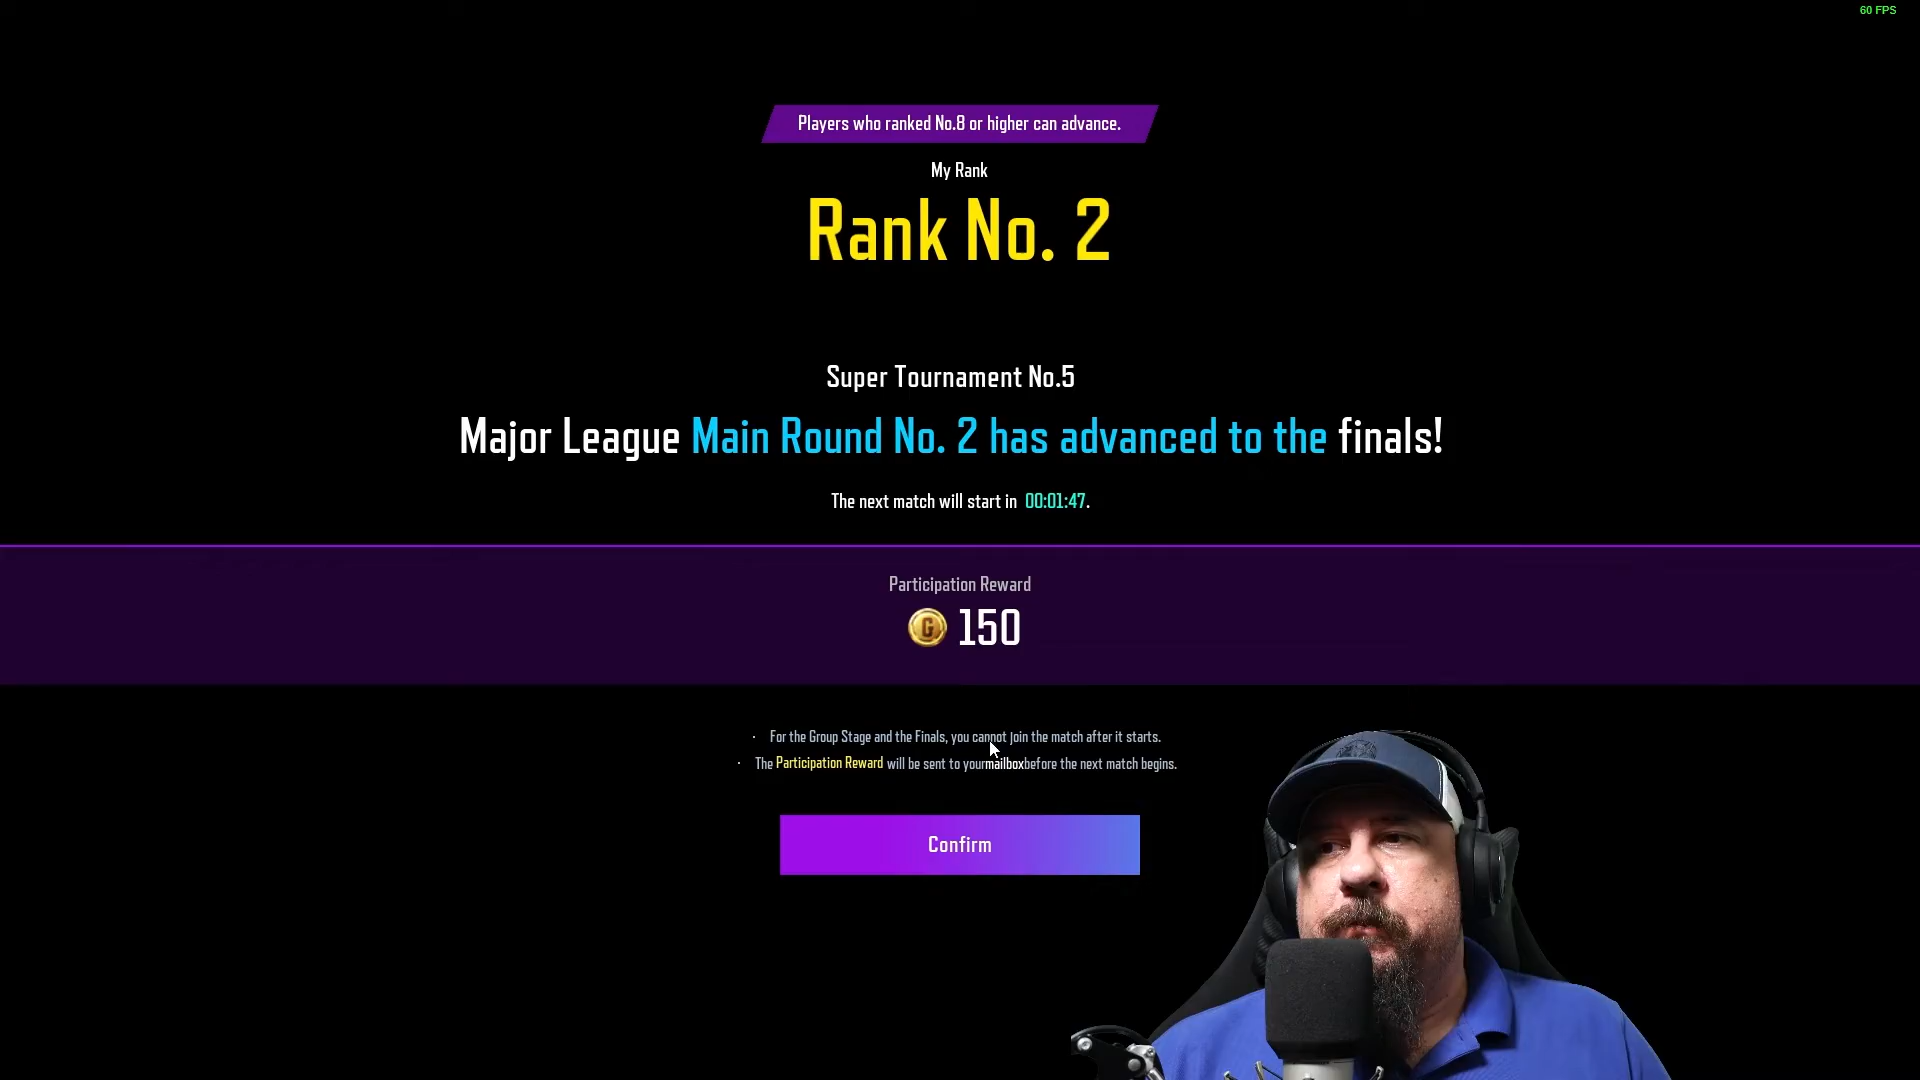 60 FPS
Players who ranked No.8 or higher can advance.
My Rank
Rank No. 2
Super Tournament No.5
Major League Main Round No. 2 has advanced to the finals!
The next match will start in 00:01:47.
Participation Reward
G 150
· For the Group Stage and the Finals, you cannot join the match after it starts.
· The Participation Reward will be sent to yourmailboxbefore the next match begins.
Confirm